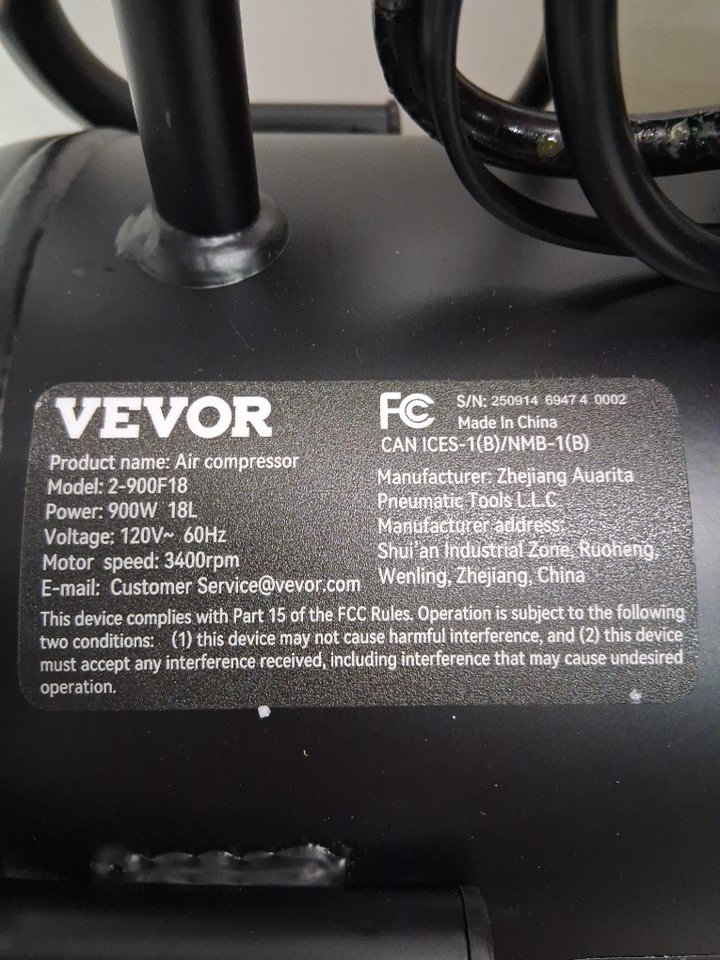 VEVOR
Product name: Air compressor
Model: 2-900F18
Power: 900W 18L
Voltage: 120V~ 60Hz
Motor speed: 3400rpm
E-mail: Customer Service@vevor.com
FC
S/N: 250914 6947 4 0002
Made In China
CAN ICES-1(B)/NMB-1(B)
Manufacturer: Zhejiang Auarita
Pneumatic Tools L.L.C
Manufacturer address:
Shui'an Industrial Zone, Ruoheng,
Wenling, Zhejiang, China
This device complies with Part 15 of the FCC Rules. Operation is subject to the following
two conditions: (1) this device may not cause harmful interference, and (2) this device
must accept any interference received, including interference that may cause undesired
operation.